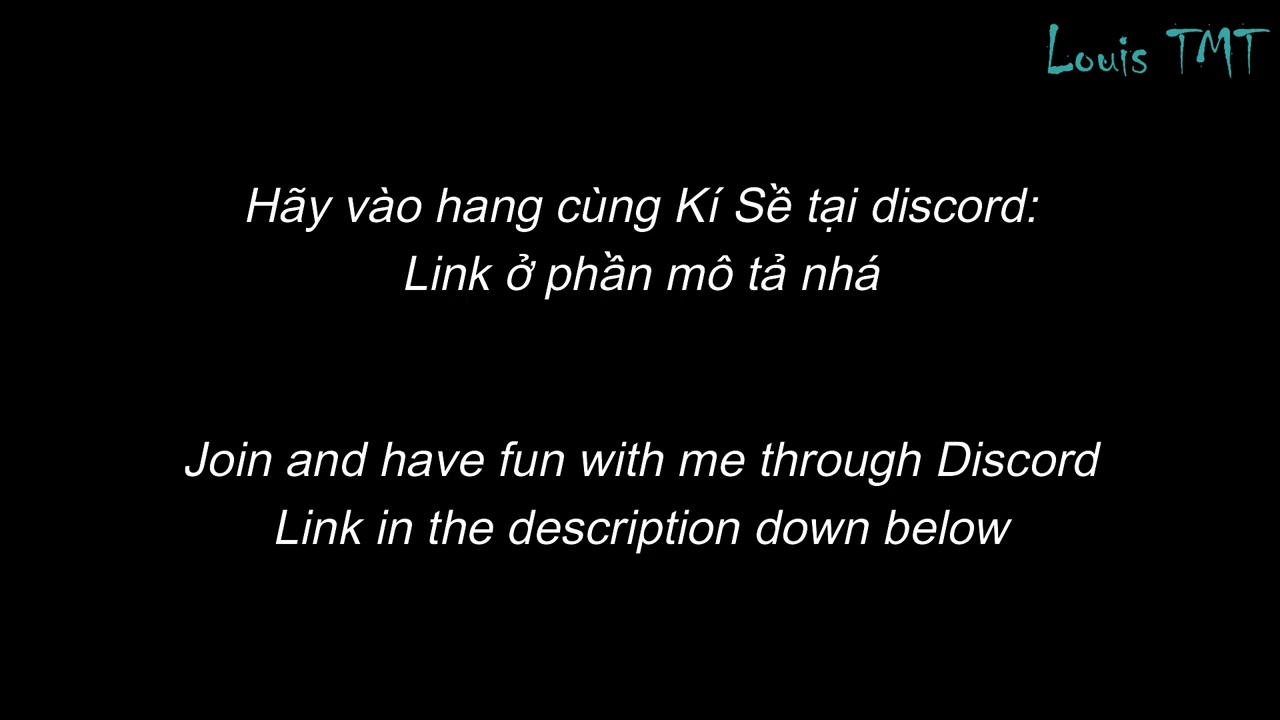 Louis TMT
Hãy vào hang cùng Kí Sề tại discord:
Link ở phần mô tả nhá
Join and have fun with me through Discord
Link in the description down below